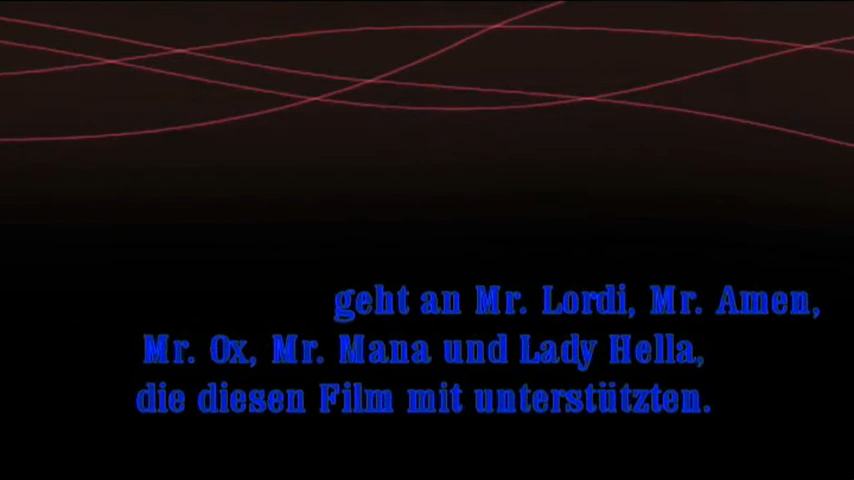 geht an Mr. Lordi, Mr. Amen,
Mr. Ox, Mr. Mana und Lady Hella,
die diesen Film mit unterstützten.